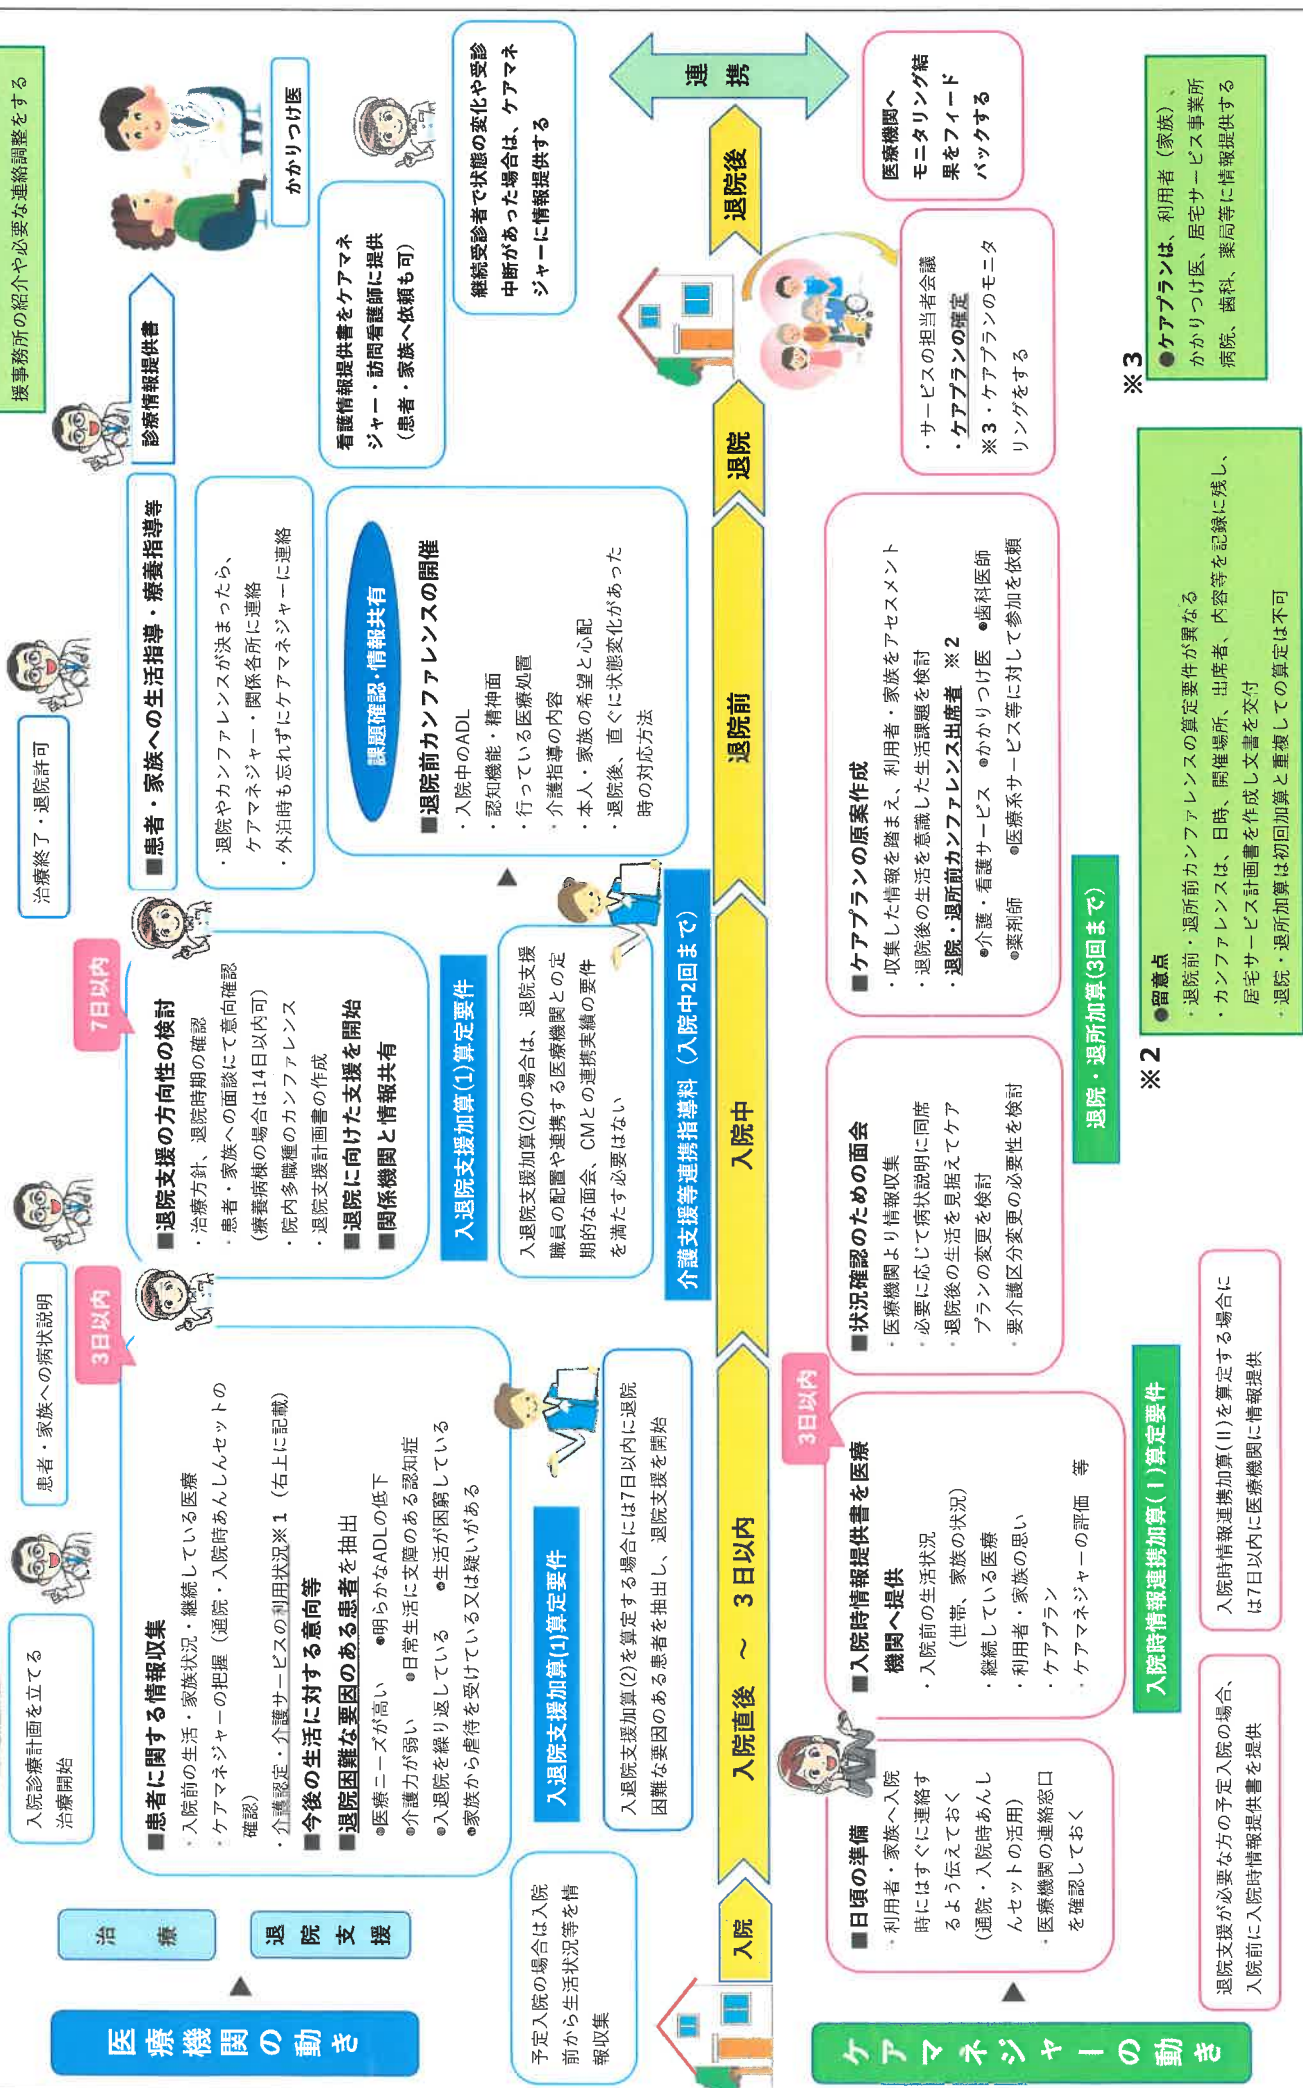 医療機関の動き
治療
退院支援
入院診療計画を立てる
治療開始
患者・家族への病状説明
治療終了・退院許可
援事務所の紹介や必要な連絡調整をする
3日以内
■患者に関する情報収集
・入院前の生活・家族状況・継続している医療
・ケアマネジャーの把握（通院・入院時あんしんセットの
確認）
・介護認定・介護サービスの利用状況※1（右上に記載）
■今後の生活に対する意向等
■退院困難な要因のある患者を抽出
●医療ニーズが高い ●明らかなADLの低下
●介護力が弱い ●日常生活に支障のある認知症
●入退院を繰り返している ●生活が困窮している
●家族から虐待を受けている又は疑いがある
入退院支援加算(1)算定要件
入退院支援加算(2)を算定する場合には7日以内に退院
困難な要因のある患者を抽出し、退院支援を開始
予定入院の場合は入院
前から生活状況等を情
報収集
7日以内
■退院支援の方向性の検討
・治療方針、退院時期の確認
・患者・家族への面談にて意向確認
(療養病棟の場合は14日以内可)
・院内多職種のカンファレンス
・退院支援計画書の作成
■退院に向けた支援を開始
■関係機関と情報共有
入退院支援加算(1)算定要件
入退院支援加算(2)の場合は、退院支援
職員の配置や連携する医療機関との定
期的な面会、CMとの連携実績の要件
を満たす必要はない
介護支援等連携指導料（入院中2回まで）
■患者・家族への生活指導・療養指導等
・退院やカンファレンスが決まったら、
ケアマネジャー・関係各所に連絡
・外泊時も忘れずにケアマネジャーに連絡
課題確認・情報共有
■退院前カンファレンスの開催
・入院中のADL
・認知機能・精神面
・行っている医療処置
・介護指導の内容
・本人・家族の希望と心配
・退院後、直ぐに状態変化があった
時の対応方法
診療情報提供書
かかりつけ医
看護情報提供書をケアマネ
ジャー・訪問看護師に提供
（患者・家族へ依頼も可）
継続受診者で状態の変化や受診
中断があった場合は、ケアマネ
ジャーに情報提供する
連携
入院
入院直後 ～ 3日以内
入院中
退院前
退院
退院後
ケアマネジャーの動き
■日頃の準備
・利用者・家族へ入院
時にはすぐに連絡す
るよう伝えておく
(通院・入院時あんし
んセットの活用)
・医療機関の連絡窓口
を確認しておく
退院支援が必要な方の予定入院の場合、
入院前に入院時情報提供書を提供
3日以内
■入院時情報提供書を医療
機関へ提供
・入院前の生活状況
（世帯、家族の状況）
・継続している医療
・利用者・家族の思い
・ケアプラン
・ケアマネジャーの評価 等
入院時情報連携加算(Ⅰ)算定要件
入院時情報連携加算(Ⅱ)を算定する場合に
は7日以内に医療機関に情報提供
■状況確認のための面会
・医療機関より情報収集
・必要に応じて病状説明に同席
・退院後の生活を見据えてケア
プランの変更を検討
・要介護区分変更の必要性を検討
■ケアプランの原案作成
・収集した情報を踏まえ、利用者・家族をアセスメント
・退院後の生活を意識した生活課題を検討
・退院・退所前カンファレンス出席者 ※2
●介護・看護サービス ●かかりつけ医 ●歯科医師
●薬剤師 ●医療系サービス等に対して参加を依頼
退院・退所加算(3回まで)
・サービスの担当者会議
・ケアプランの確定
※3・ケアプランのモニタ
リングをする
医療機関へ
モニタリング結
果をフィード
バックする
※2
●留意点
・退院前・退所前カンファレンスの算定要件が異なる
・カンファレンスは、日時、開催場所、出席者、内容等を記録に残し、
居宅サービス計画書を作成し文書を交付
・退院・退所加算は初回加算と重複しての算定は不可
※3
●ケアプランは、利用者（家族）、
かかりつけ医、居宅サービス事業所
病院、歯科、薬局等に情報提供する